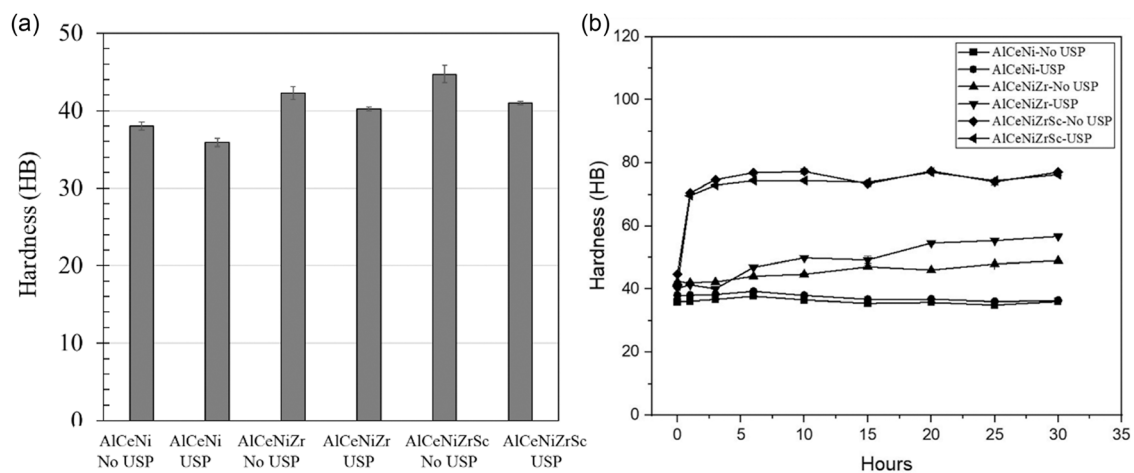 (a)
50
40
30
20
10
0
Hardness (HB)
AlCeNi
No USP
AlCeNi
USP
AlCeNiZr
No USP
AlCeNiZr
USP
AlCeNiZrSc
No USP
AlCeNiZrSc
USP
(b)
120
100
80
60
40
20
0
Hardness (HB)
AlCeNi-No USP
AlCeNi-USP
AlCeNiZr-No USP
AlCeNiZr-USP
AlCeNiZrSc-No USP
AlCeNiZrSc-USP
0 5 10 15 20 25 30 35
Hours